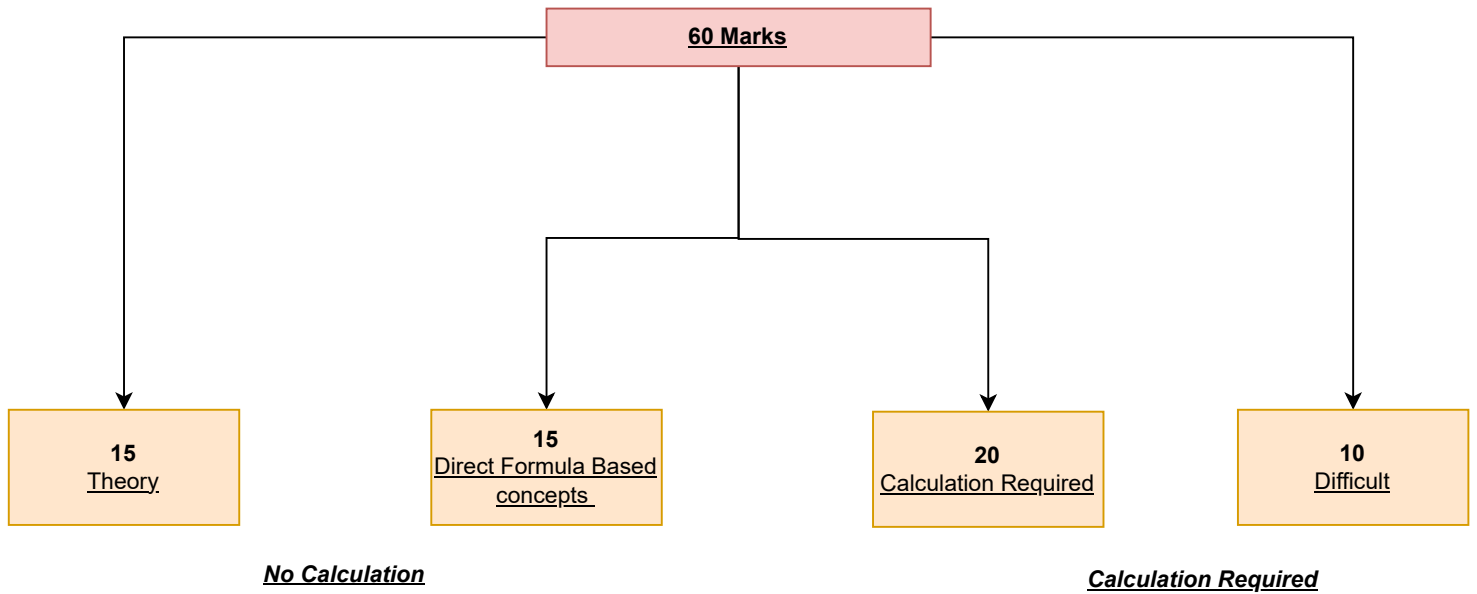 60 Marks
15
Theory
15
Direct Formula Based
concepts
20
Calculation Required
10
Difficult
No Calculation
Calculation Required